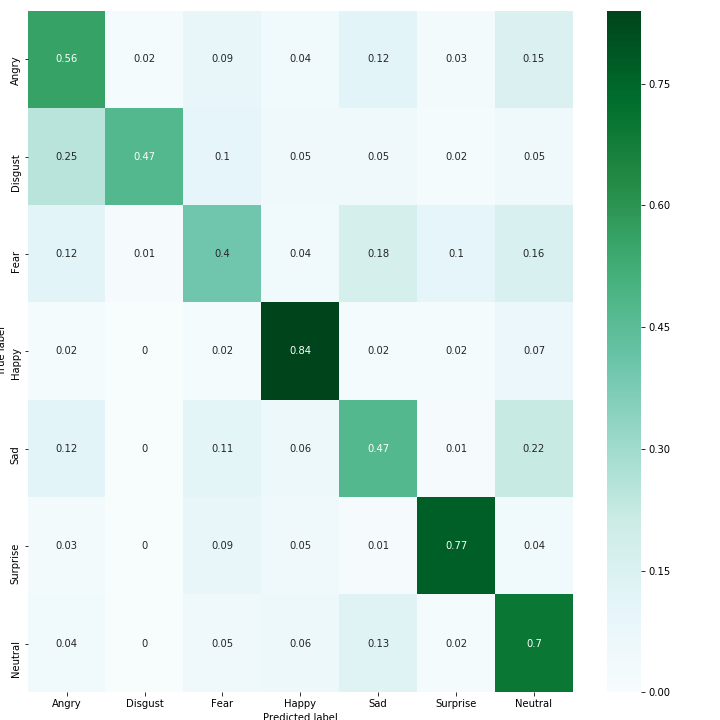 Angry 0.56 0.02 0.09 0.04 0.12 0.03 0.15
Disgust 0.25 0.47 0.1 0.05 0.05 0.02 0.05
Fear 0.12 0.01 0.4 0.04 0.18 0.1 0.16
True label
Happy 0.02 0 0.02 0.84 0.02 0.02 0.07
Sad 0.12 0 0.11 0.06 0.47 0.01 0.22
Surprise 0.03 0 0.09 0.05 0.01 0.77 0.04
Neutral 0.04 0 0.05 0.06 0.13 0.02 0.7
Angry Disgust Fear Happy Sad Surprise Neutral
Predicted label
0.75
0.60
0.45
0.30
0.15
0.00